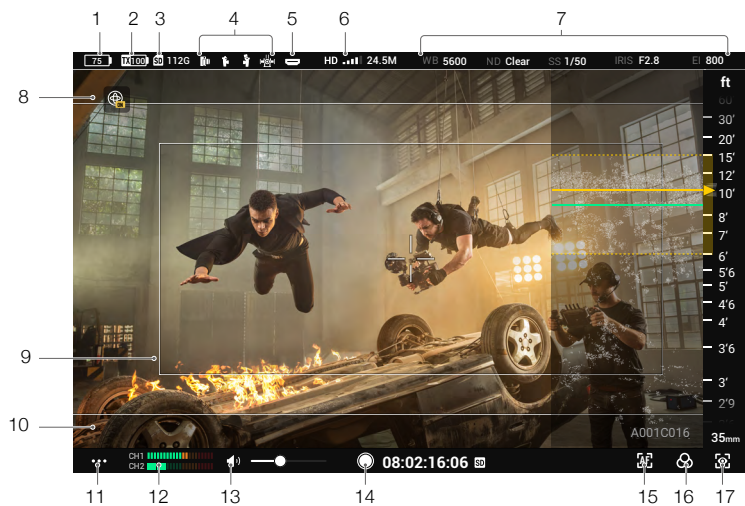 1 2 3 4 5 6 7
75 TX100 SD 112G HD 24.5M WB 5600 ND Clear SS 1/50 IRIS F2.8 EI 800
ft
8
60
30′
20′
15′
12′
10′
8′
7′
6′
5′6
5′
4′6
4′
3′6
9
3′
2′9
10
A001C016
35mm
CH1
CH2
08:02:16:06 SD AF
11 12 13 14 15 16 17